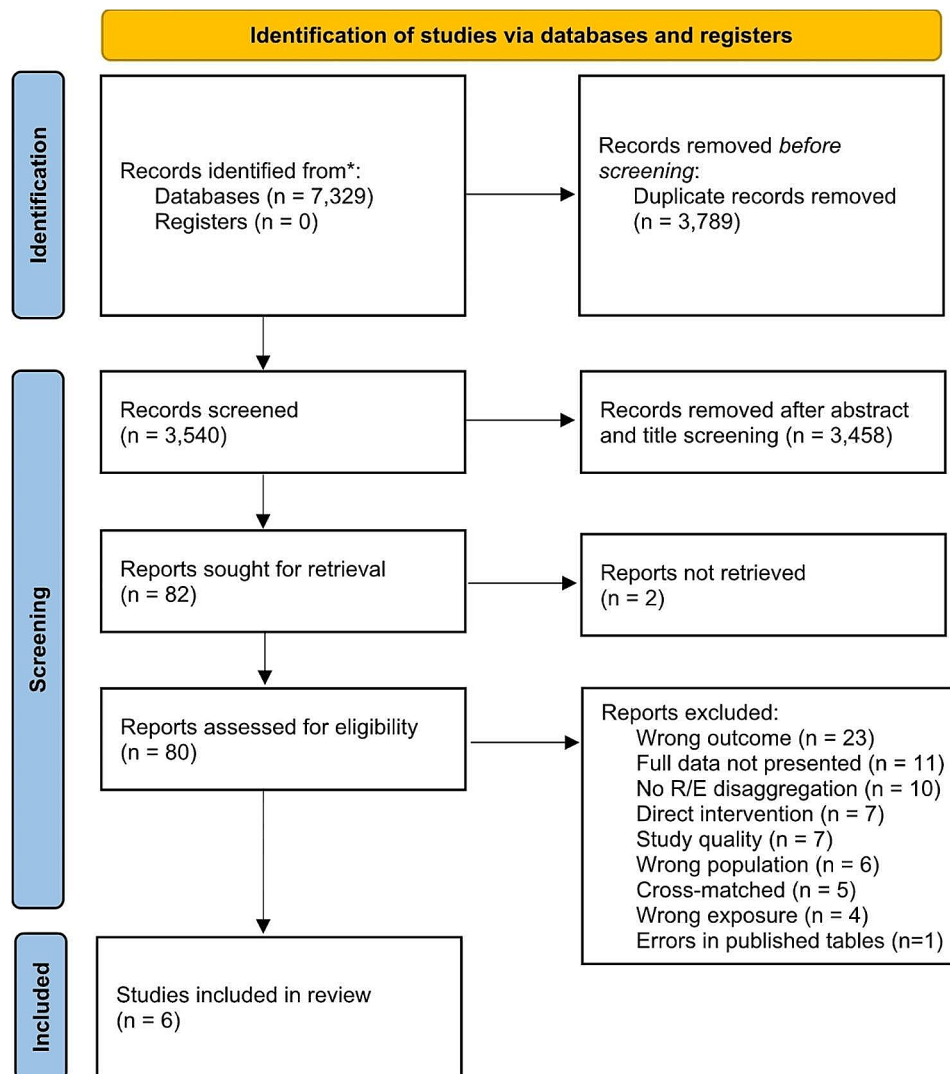 Identification of studies via databases and registers
Identification
Records identified from*:
Databases (n = 7,329)
Registers (n = 0)
Records removed before
screening:
Duplicate records removed
(n = 3,789)
Screening
Records screened
(n = 3,540)
Records removed after abstract
and title screening (n = 3,458)
Reports sought for retrieval
(n = 82)
Reports not retrieved
(n = 2)
Reports assessed for eligibility
(n = 80)
Reports excluded:
Wrong outcome (n = 23)
Full data not presented (n = 11)
No R/E disaggregation (n = 10)
Direct intervention (n = 7)
Study quality (n = 7)
Wrong population (n = 6)
Cross-matched (n = 5)
Wrong exposure (n = 4)
Errors in published tables (n=1)
Included
Studies included in review
(n = 6)